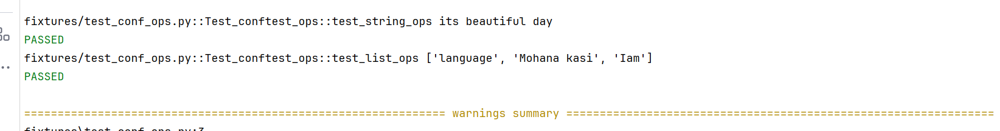 fixtures/test_conf_ops.py::Test_conftest_ops::test_string_ops its beautiful day
PASSED
fixtures/test_conf_ops.py::Test_conftest_ops::test_list_ops ['language', 'Mohana kasi', 'Iam']
PASSED
=============================================================== warnings summary ================================================================
fixtures\test_conf_ops.py:3